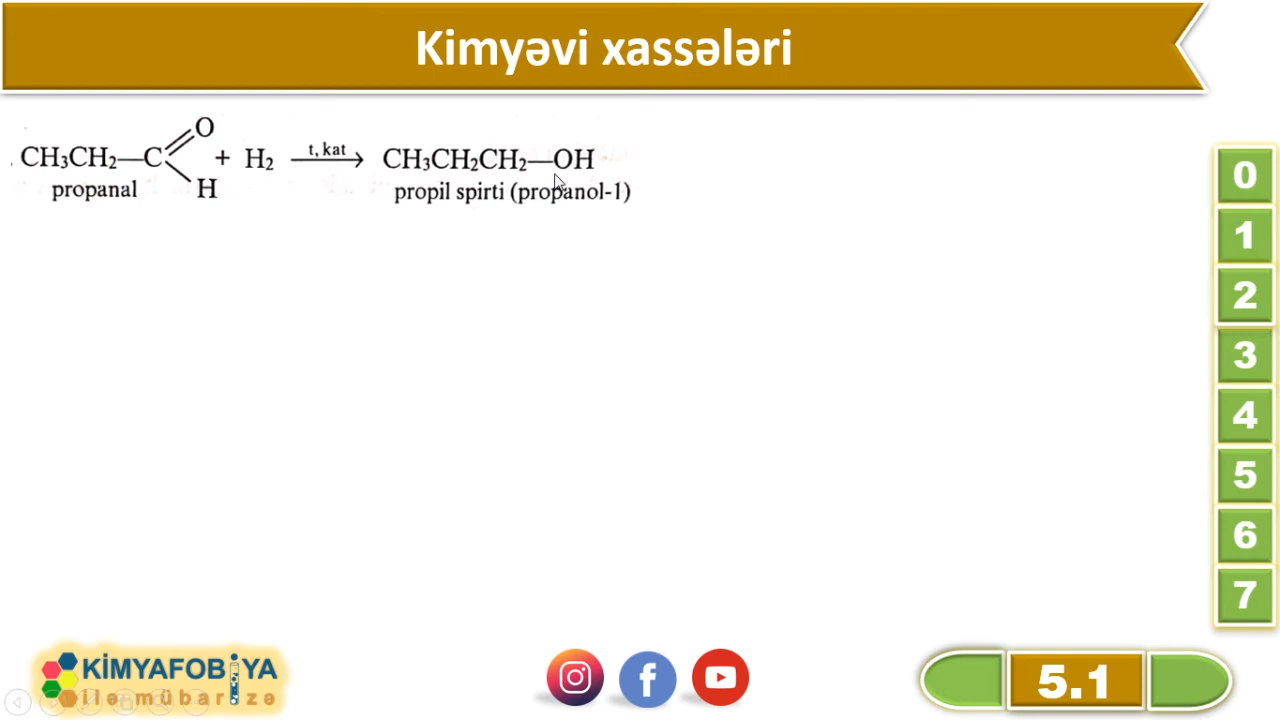 Kimyəvi xassələri
O
CH₃CH₂—C + H₂ t, kat CH₃CH₂CH₂—OH
H
propanal propil spirti (propanol-1)
0
1
2
3
4
5
6
7
KİMYAFOBİYA
ilə mübarizə
5.1